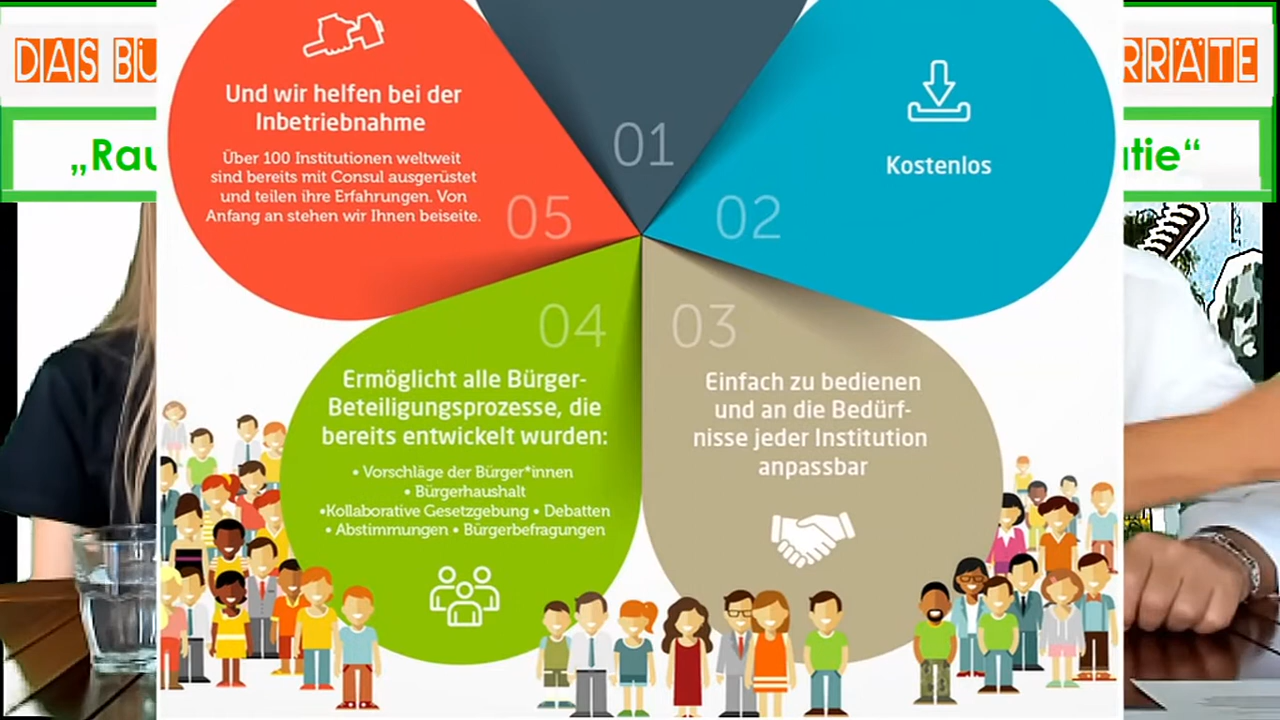 DAS BÜ
RRÄTE
„Rau
atie“
01
Kostenlos
02
Und wir helfen bei der
Inbetriebnahme
Über 100 Institutionen weltweit
sind bereits mit Consul ausgerüstet
und teilen ihre Erfahrungen. Von
Anfang an stehen wir Ihnen beiseite.
05
04
Ermöglicht alle Bürger-
Beteiligungsprozesse, die
bereits entwickelt wurden:
• Vorschläge der Bürger*innen
• Bürgerhaushalt
•Kollaborative Gesetzgebung • Debatten
• Abstimmungen • Bürgerbefragungen
03
Einfach zu bedienen
und an die Bedürf-
nisse jeder Institution
anpassbar